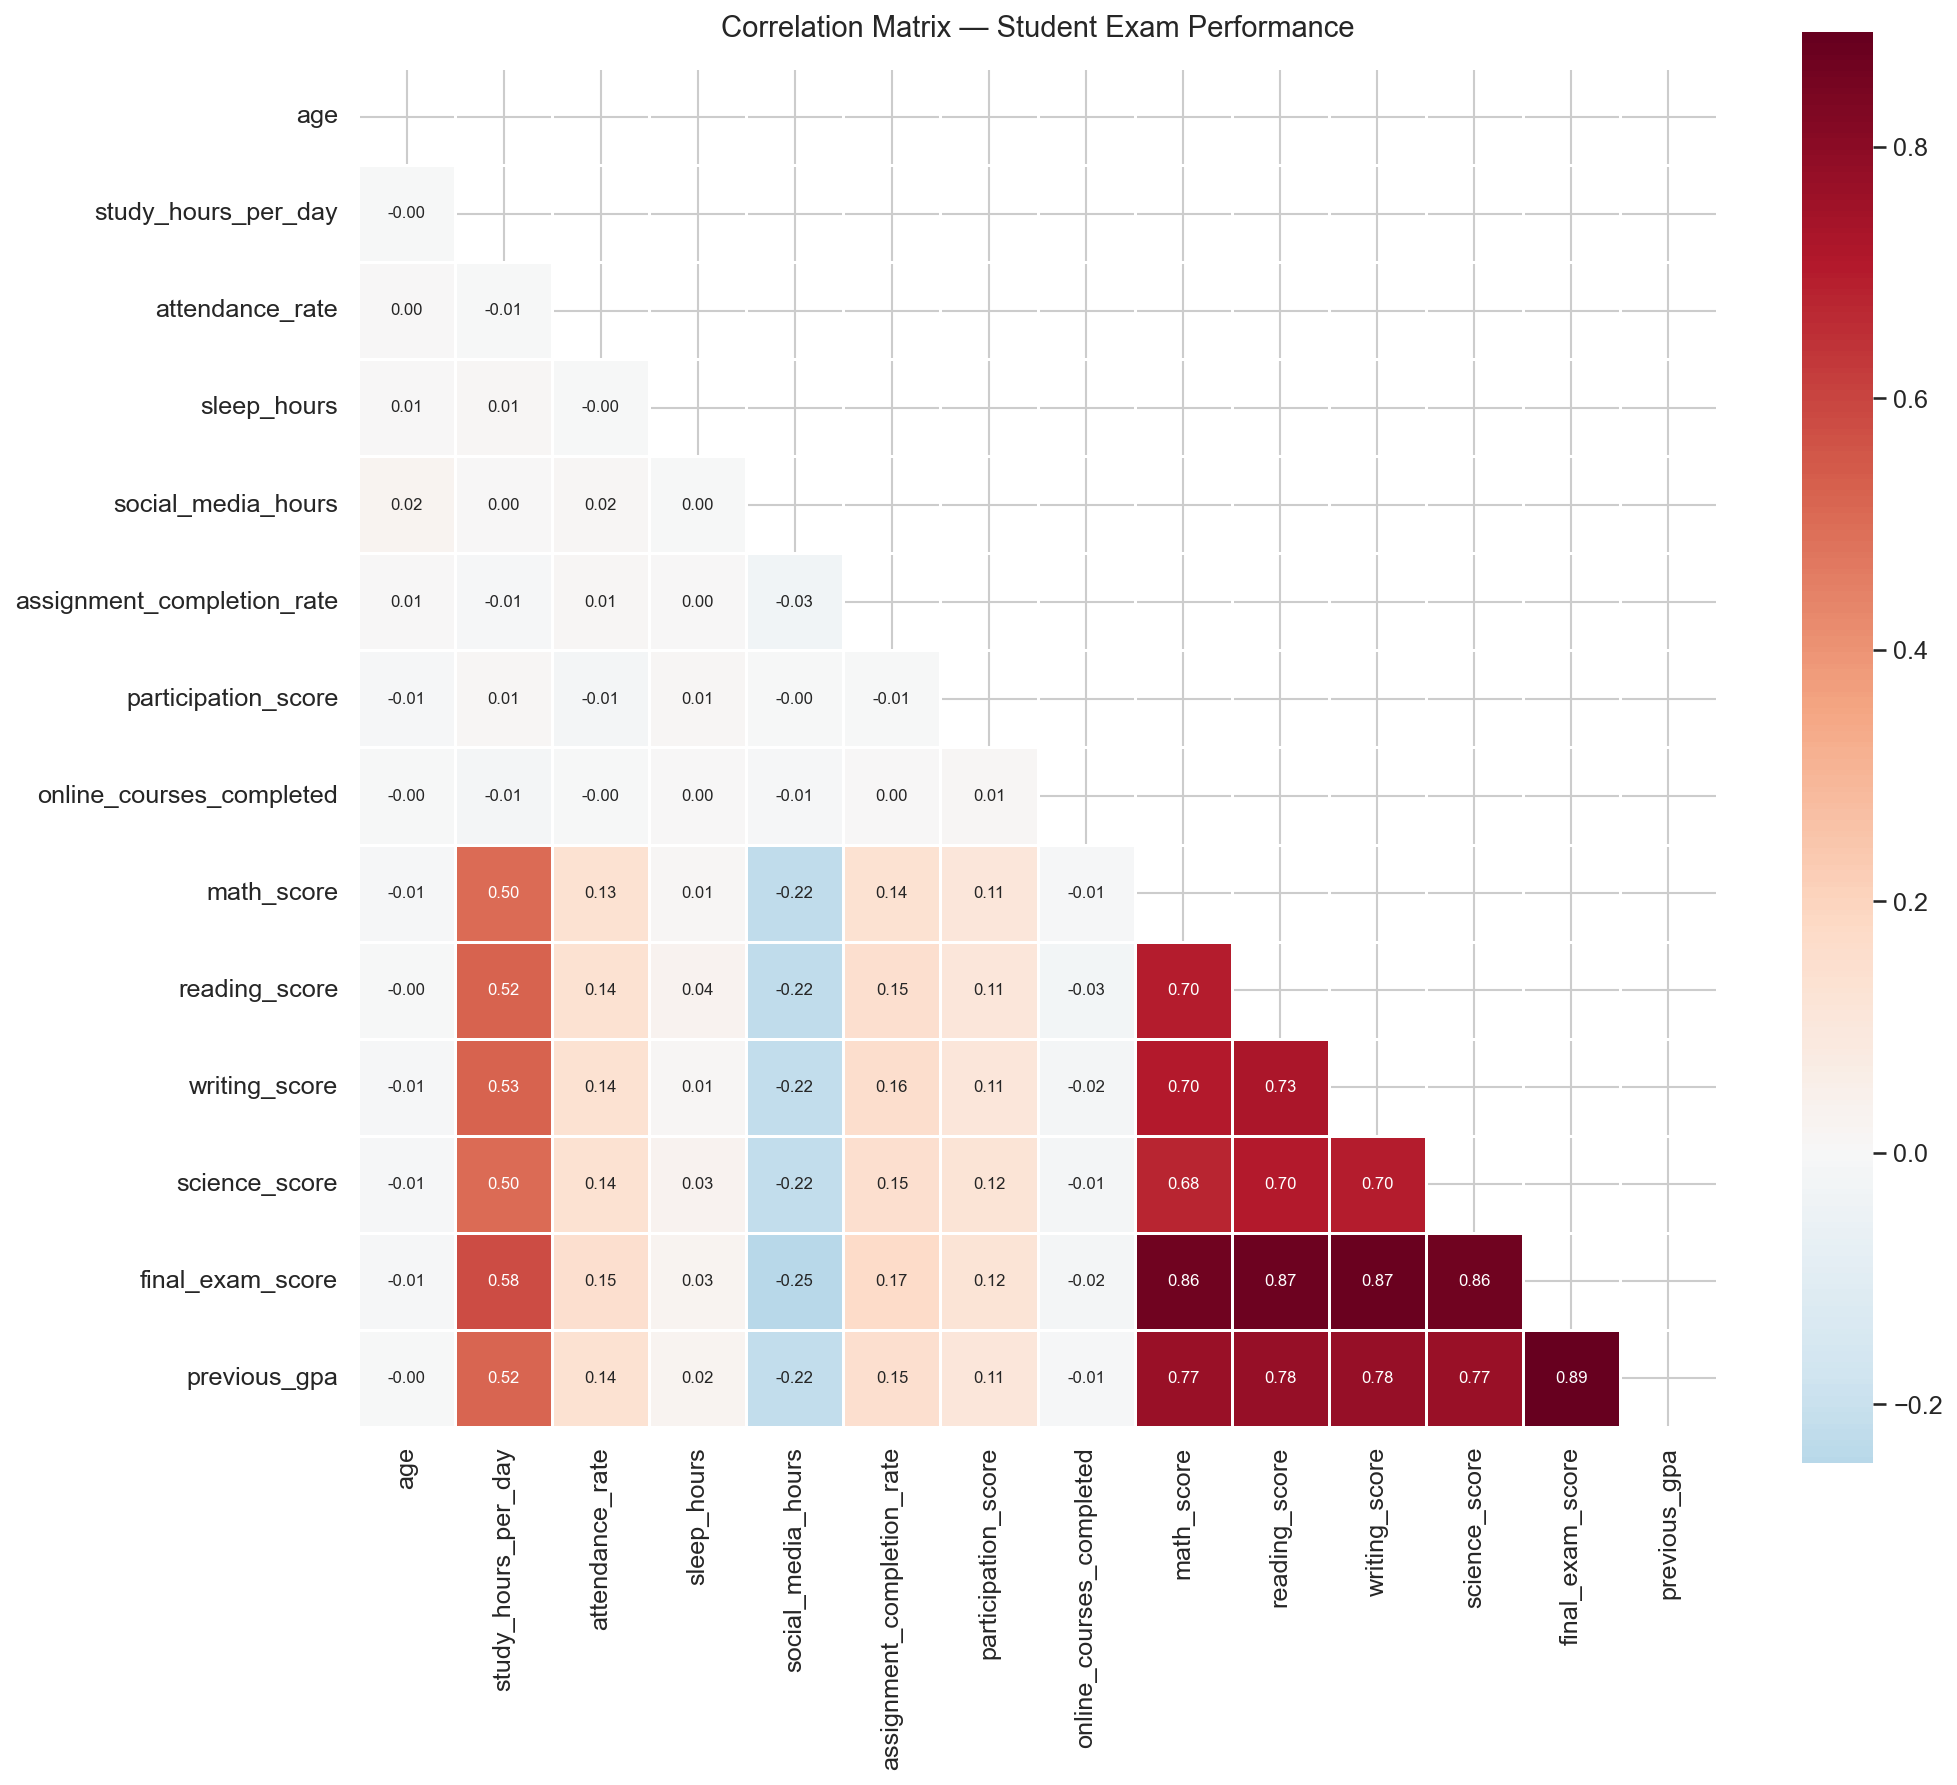 Correlation Matrix — Student Exam Performance
age
study_hours_per_day -0.00
attendance_rate 0.00 -0.01
sleep_hours 0.01 0.01 -0.00
social_media_hours 0.02 0.00 0.02 0.00
assignment_completion_rate 0.01 -0.01 0.01 0.00 -0.03
participation_score -0.01 0.01 -0.01 0.01 -0.00 -0.01
online_courses_completed -0.00 -0.01 -0.00 0.00 -0.01 0.00 0.01
math_score -0.01 0.50 0.13 0.01 -0.22 0.14 0.11 -0.01
reading_score -0.00 0.52 0.14 0.04 -0.22 0.15 0.11 -0.03 0.70
writing_score -0.01 0.53 0.14 0.01 -0.22 0.16 0.11 -0.02 0.70 0.73
science_score -0.01 0.50 0.14 0.03 -0.22 0.15 0.12 -0.01 0.68 0.70 0.70
final_exam_score -0.01 0.58 0.15 0.03 -0.25 0.17 0.12 -0.02 0.86 0.87 0.87 0.86
previous_gpa -0.00 0.52 0.14 0.02 -0.22 0.15 0.11 -0.01 0.77 0.78 0.78 0.77 0.89
age
study_hours_per_day
attendance_rate
sleep_hours
social_media_hours
assignment_completion_rate
participation_score
online_courses_completed
math_score
reading_score
writing_score
science_score
final_exam_score
previous_gpa
0.8
0.6
0.4
0.2
0.0
−0.2